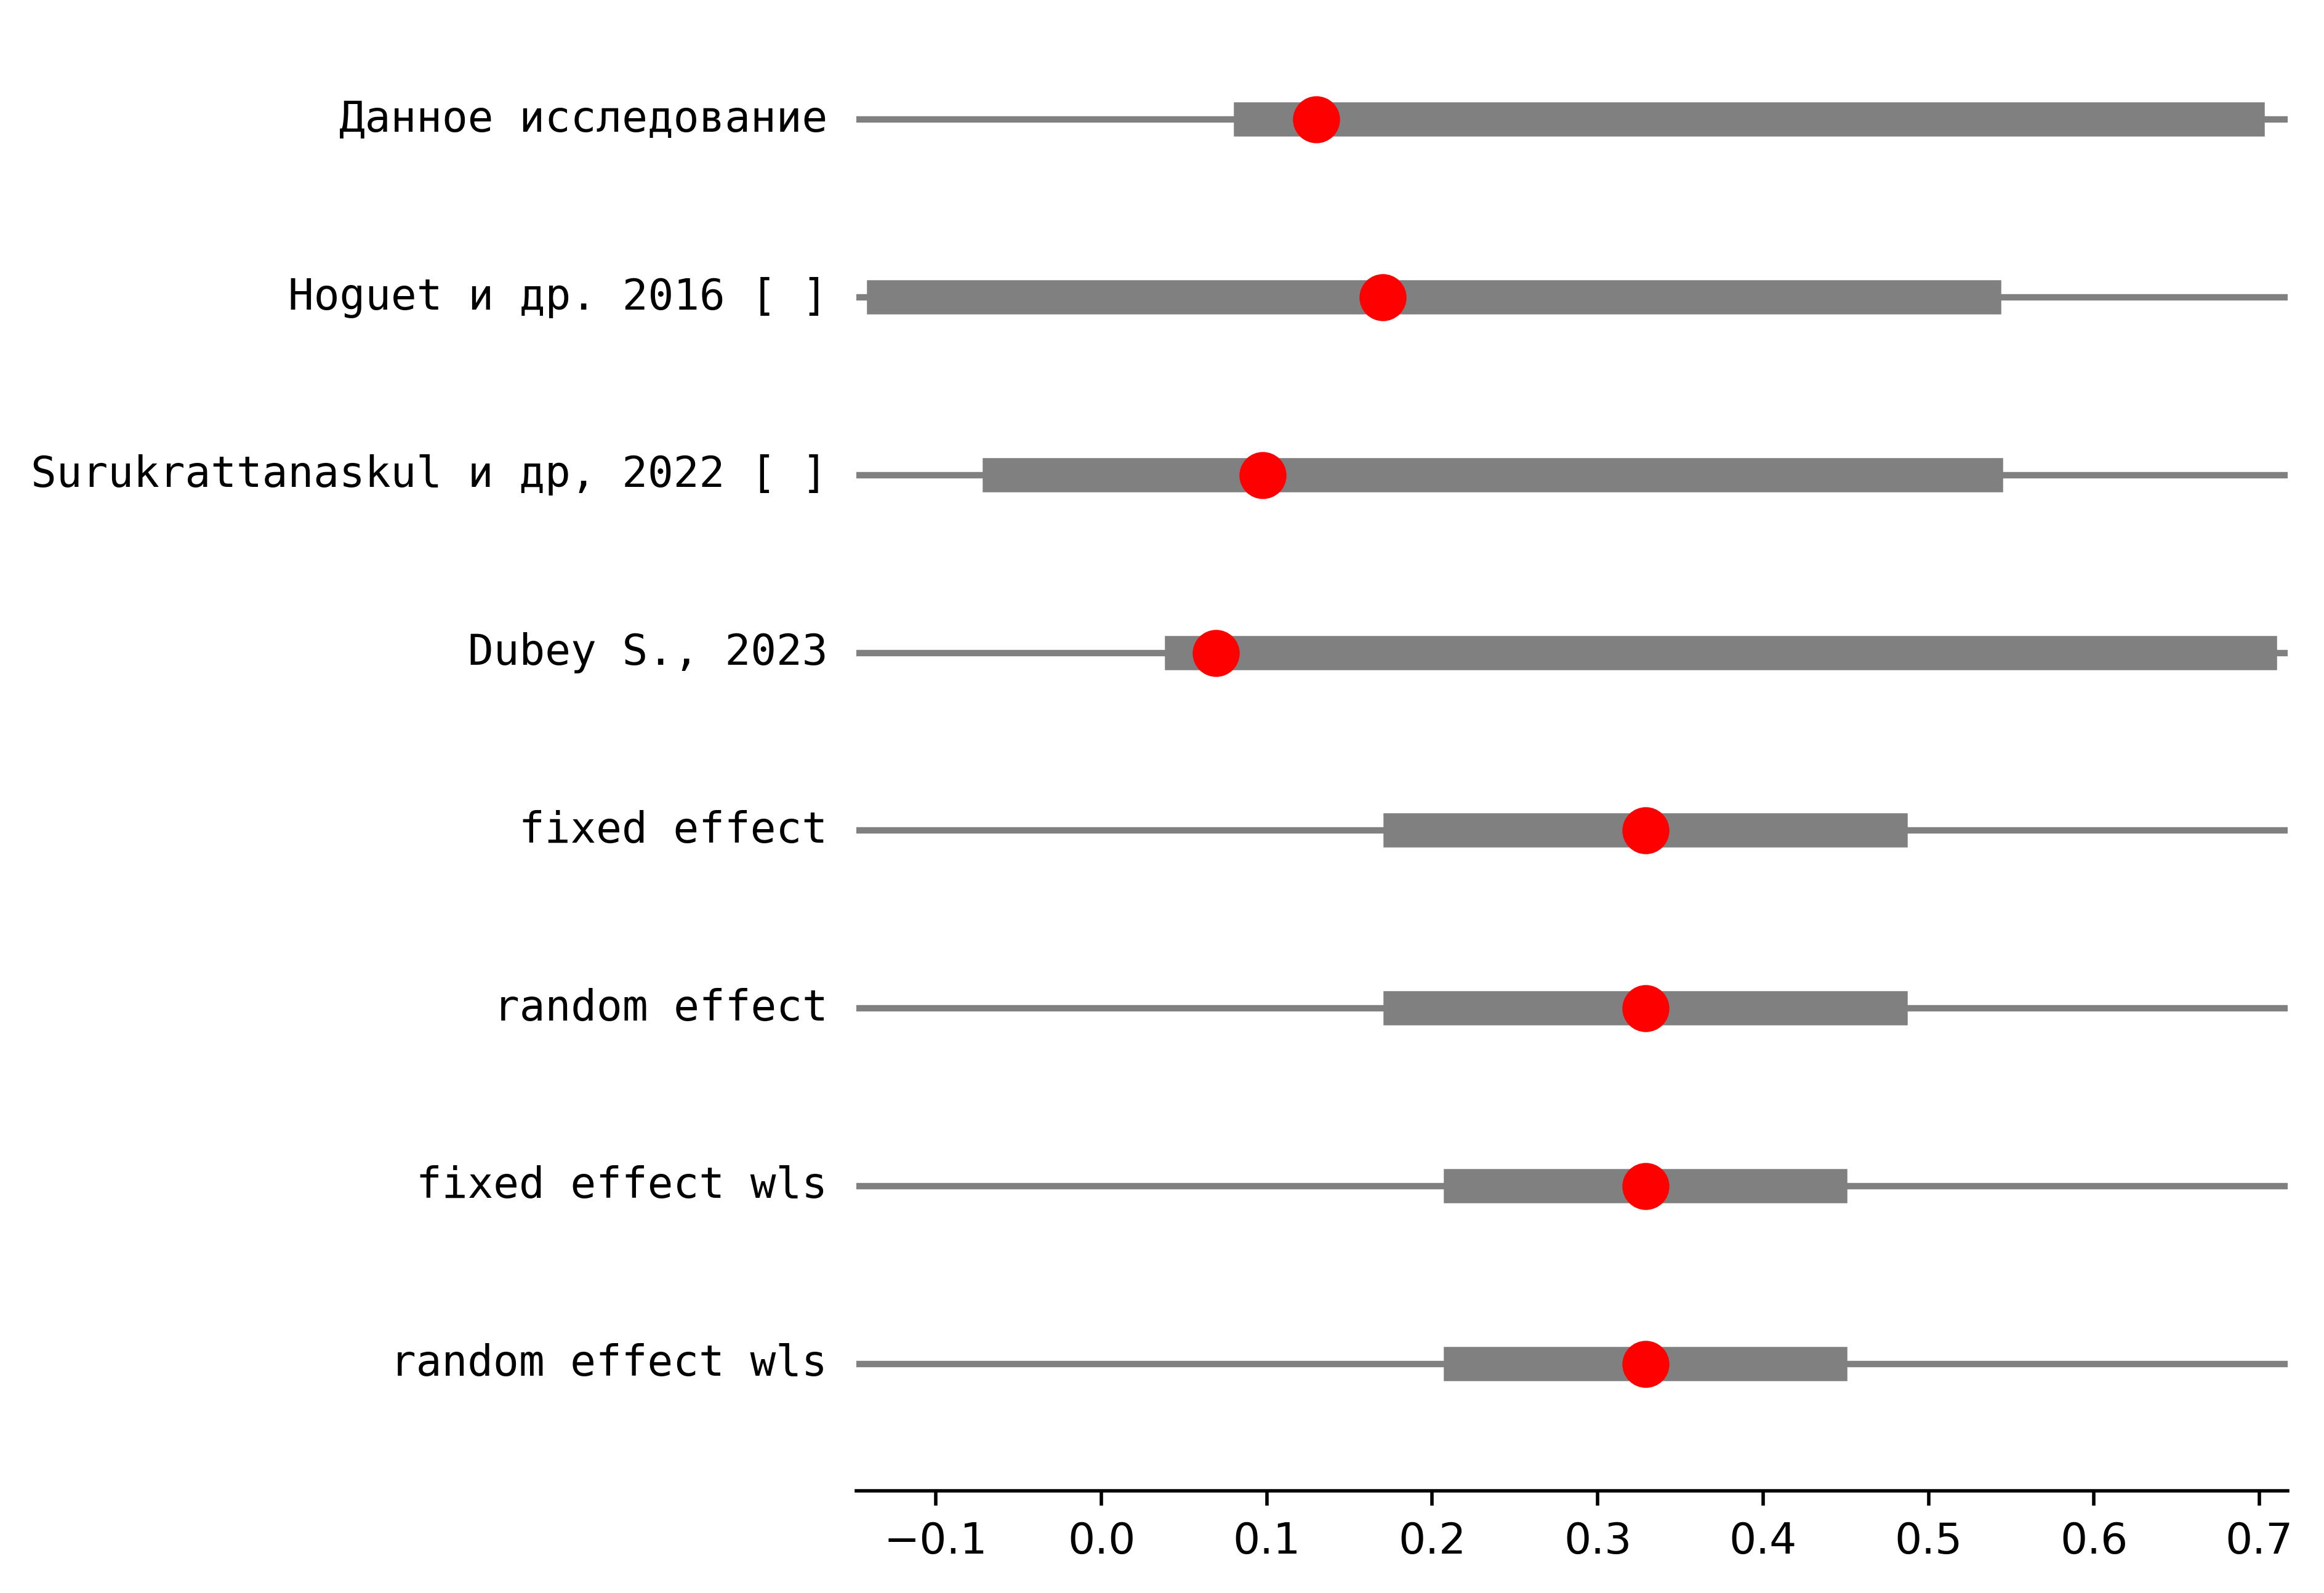 Данное исследование
Hoguet и др. 2016 [ ]
Surukrattanaskul и др, 2022 [ ]
Dubey S., 2023
fixed effect
random effect
fixed effect wls
random effect wls
−0.1 0.0 0.1 0.2 0.3 0.4 0.5 0.6 0.7